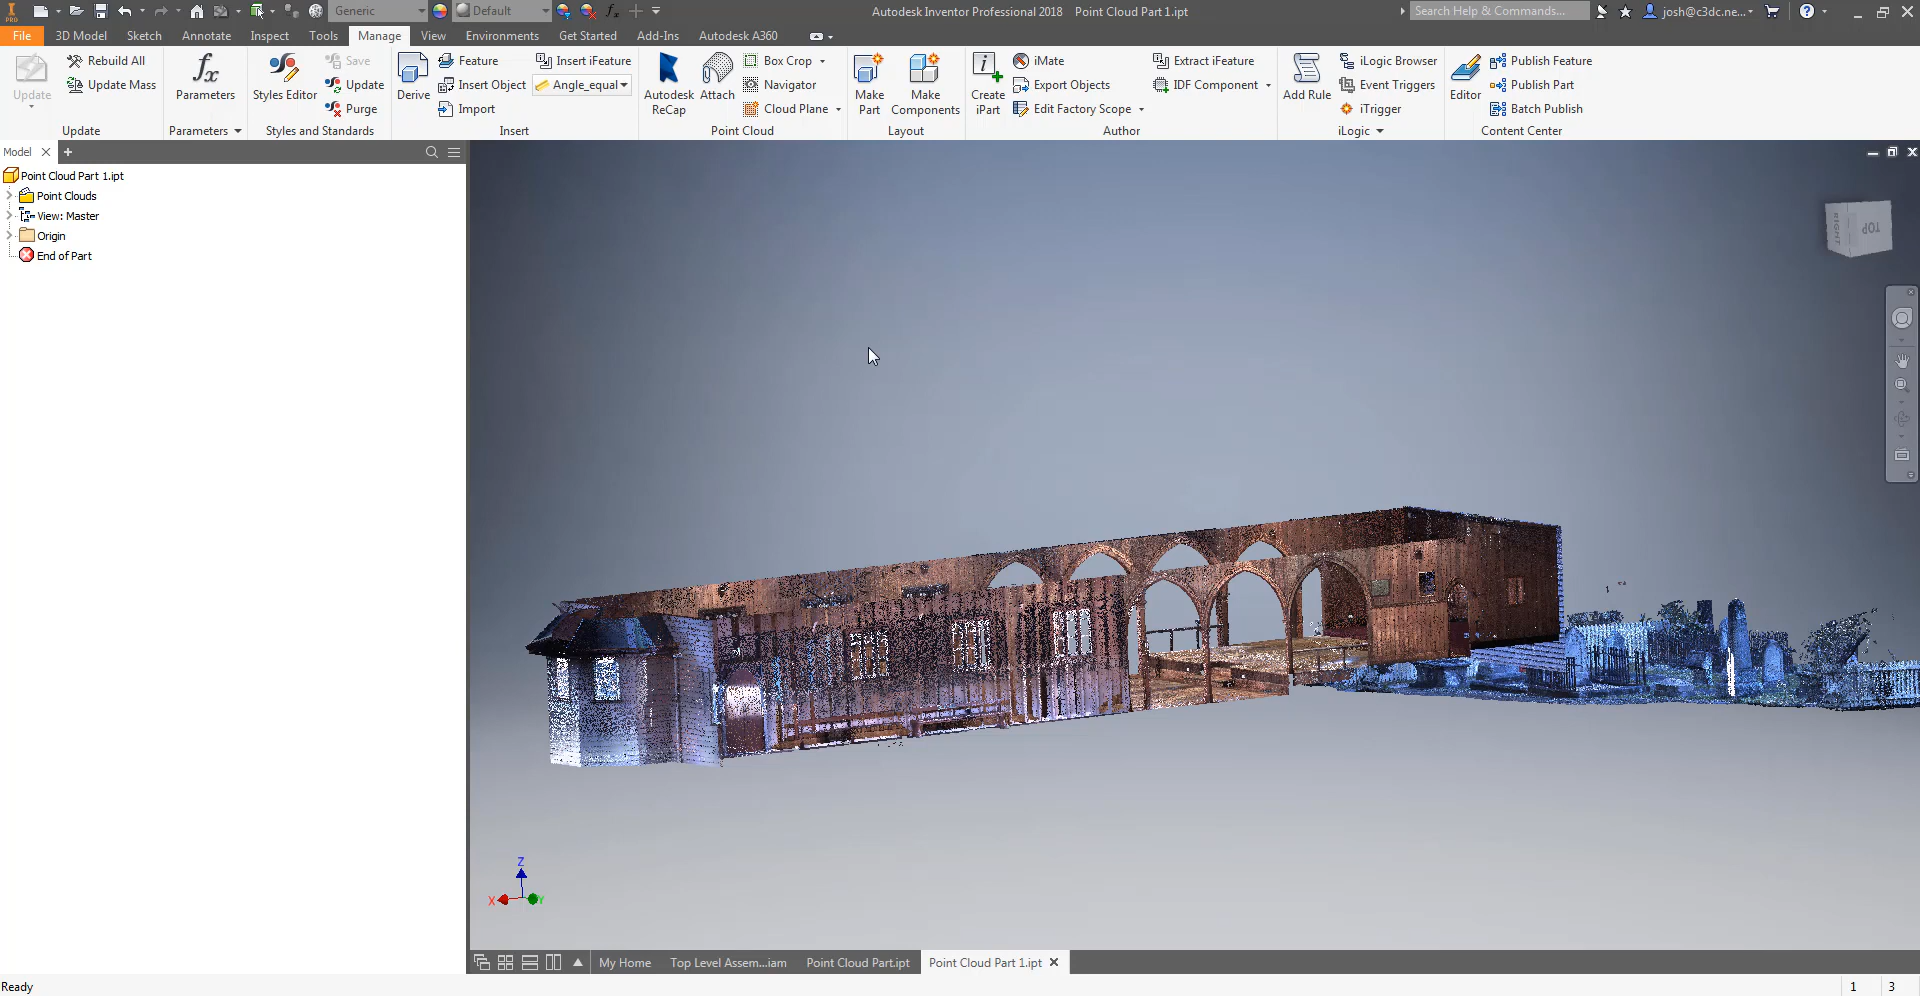 Generic
Default
Autodesk Inventor Professional 2018 Point Cloud Part 1.ipt
Search Help & Commands...
josh@c3dc.ne...
PRO
File 3D Model Sketch Annotate Inspect Tools Manage View Environments Get Started Add-Ins Autodesk A360
Update
Rebuild All
Update Mass
Update
Parameters
Parameters
Styles Editor
Save
Update
Purge
Styles and Standards
Derive
Feature
Insert Object
Import
Insert iFeature
Angle_equal
Insert
Autodesk
ReCap
Attach
Box Crop
Navigator
Cloud Plane
Point Cloud
Make
Part
Make
Components
Layout
Create
iPart
iMate
Export Objects
Edit Factory Scope
Extract iFeature
IDF Component
Author
Add Rule
iLogic Browser
Event Triggers
iTrigger
iLogic
Editor
Publish Feature
Publish Part
Batch Publish
Content Center
Model
Point Cloud Part 1.ipt
Point Clouds
View: Master
Origin
End of Part
RIGHT
TOP
Z
X
Y
My Home Top Level Assem...iam Point Cloud Part.ipt Point Cloud Part 1.ipt
Ready
1 3